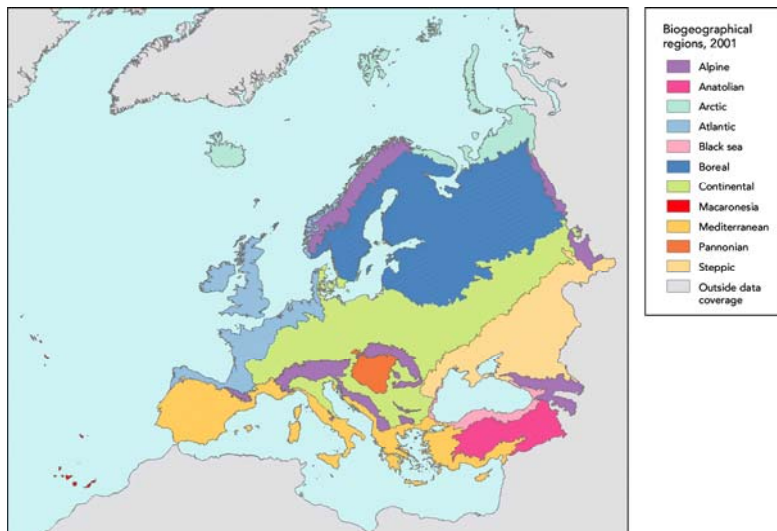 Biogeographical
regions, 2001
Alpine
Anatolian
Arctic
Atlantic
Black sea
Boreal
Continental
Macaronesia
Mediterranean
Pannonian
Steppic
Outside data
coverage